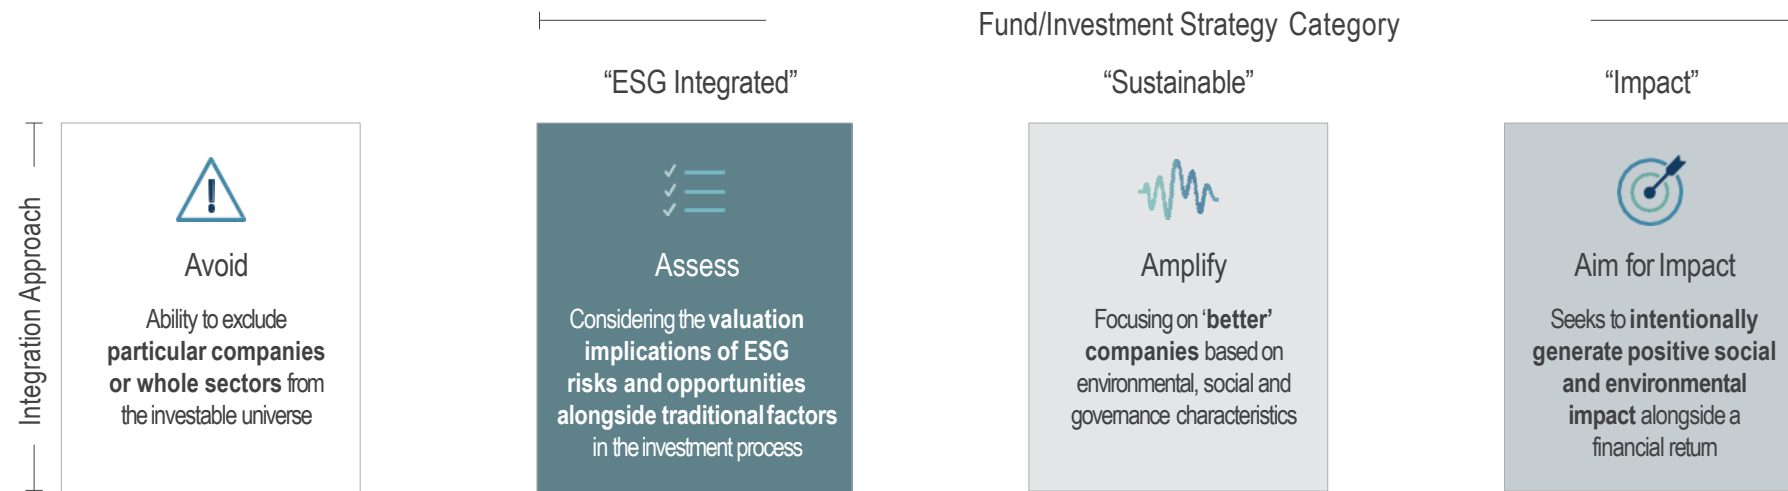 Fund/Investment Strategy Category
“ESG Integrated”
“Sustainable”
“Impact”
Integration Approach
Avoid
Ability to exclude
particular companies
or whole sectors from
the investable universe
Assess
Considering the valuation
implications of ESG
risks and opportunities
alongside traditional factors
in the investment process
Amplify
Focusing on ‘better’
companies based on
environmental, social and
governance characteristics
Aim for Impact
Seeks to intentionally
generate positive social
and environmental
impact alongside a
financial return